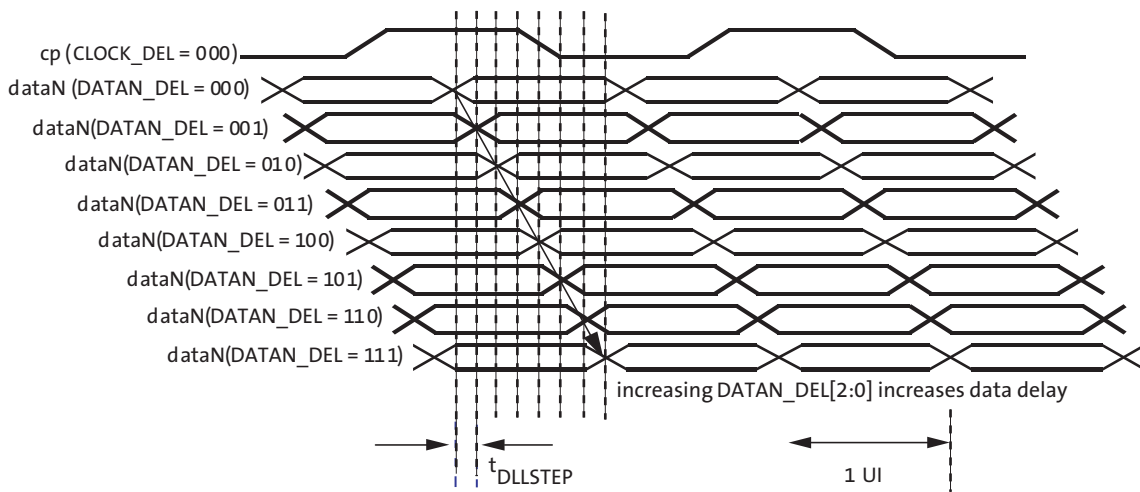 cp (CLOCK_DEL = 000)
dataN (DATAN_DEL = 000)
dataN(DATAN_DEL = 001)
dataN(DATAN_DEL = 010)
dataN(DATAN_DEL = 011)
dataN(DATAN_DEL = 100)
dataN(DATAN_DEL = 101)
dataN(DATAN_DEL = 110)
dataN(DATAN_DEL = 111)
increasing DATAN_DEL[2:0] increases data delay
tDLLSTEP
1 UI